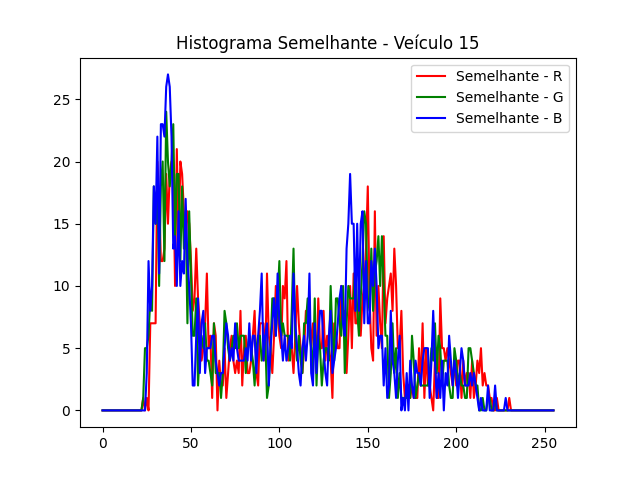 Histograma Semelhante - Veículo 15
Semelhante - R
Semelhante - G
Semelhante - B
25
20
15
10
5
0
0 50 100 150 200 250